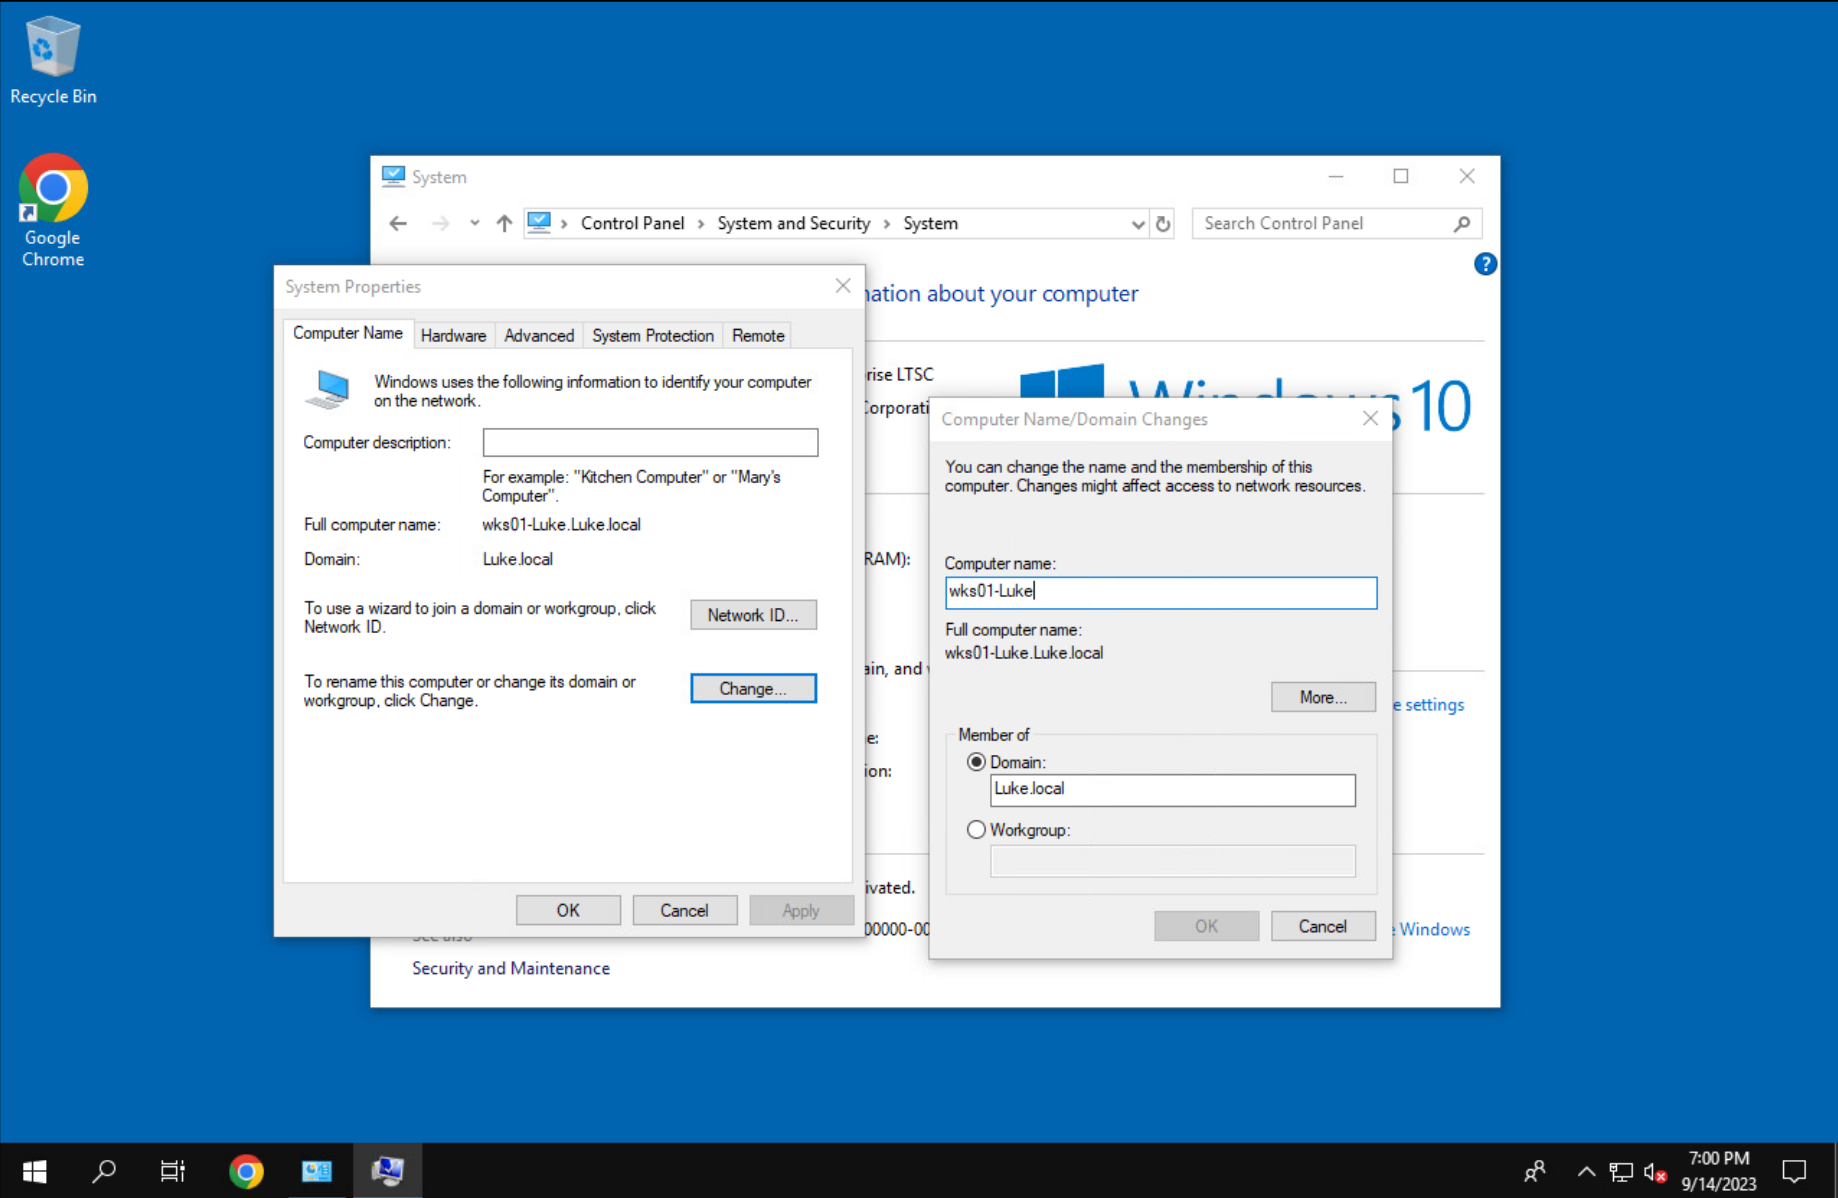 Recycle Bin
Google
Chrome
System
Control Panel
System and Security
System
Search Control Panel
?
about your computer
LTSC
Windows 10
RAM):
ain, and
settings
ivated.
00000-00
Windows
See also
Security and Maintenance
System Properties
Computer Name
Hardware
Advanced
System Protection
Remote
Windows uses the following information to identify your computer
on the network.
Computer description:
For example: "Kitchen Computer" or "Mary's
Computer".
Full computer name:
wks01-Luke.Luke.local
Domain:
Luke.local
To use a wizard to join a domain or workgroup, click
Network ID.
Network ID...
To rename this computer or change its domain or
workgroup, click Change.
Change...
OK
Cancel
Apply
Computer Name/Domain Changes
You can change the name and the membership of this
computer. Changes might affect access to network resources.
Computer name:
wks01-Luke
Full computer name:
wks01-Luke.Luke.local
More...
Member of
Domain:
Luke.local
Workgroup:
OK
Cancel
7:00 PM
9/14/2023